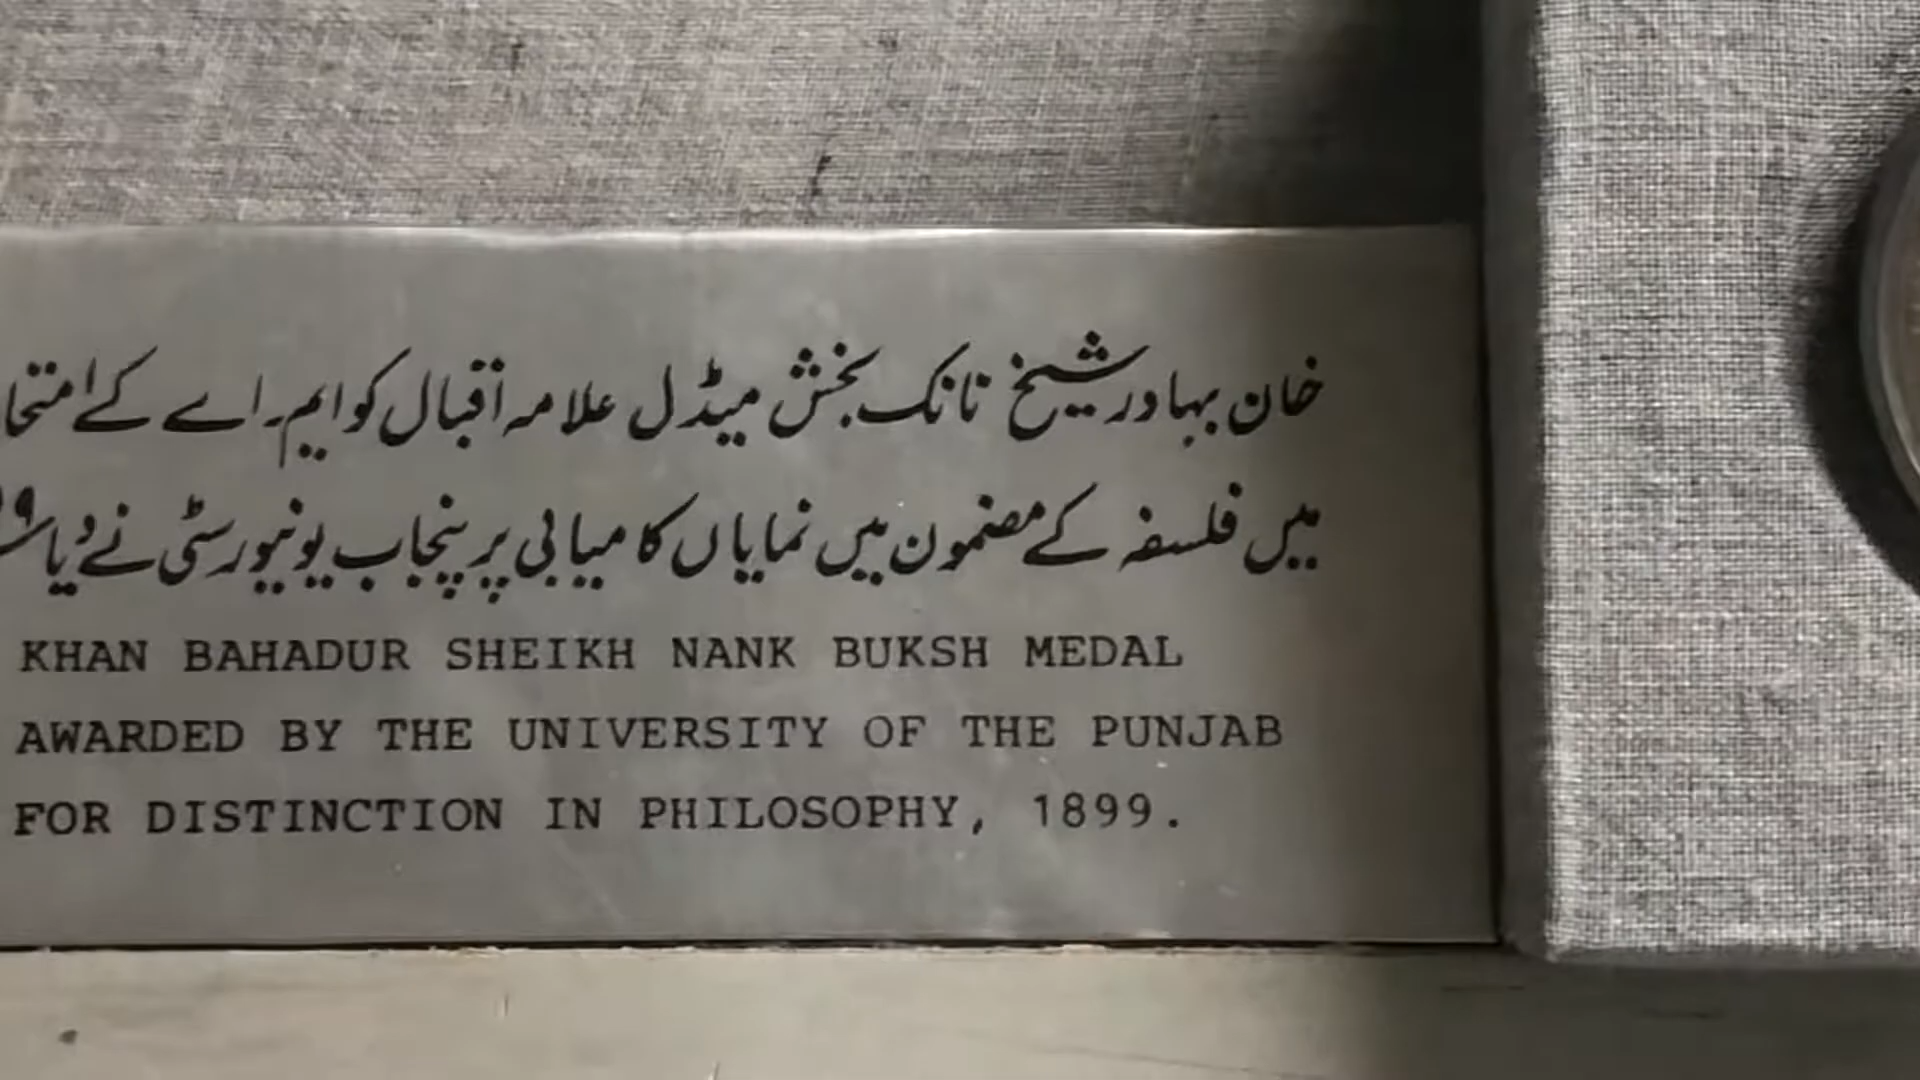 خان بہادر شیخ نانک بخش میڈل علامہ اقبال کو ایم۔اے کے
میں فلسفہ کے مضمون میں نمایاں کامیابی پر پنجاب یونیورسٹی نے دیا
KHAN BAHADUR SHEIKH NANK BUKSH MEDAL
AWARDED BY THE UNIVERSITY OF THE PUNJAB
FOR DISTINCTION IN PHILOSOPHY, 1899.